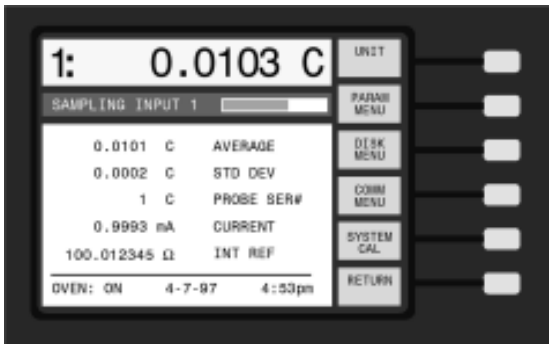 1: 0.0103 C
SAMPLING INPUT 1
0.0101 C AVERAGE
0.0002 C STD DEV
1 C PROBE SER#
0.9993 mA CURRENT
100.012345 Ω INT REF
OVEN: ON 4-7-97 4:53pm
UNIT
PARAM
MENU
DISK
MENU
COMM
MENU
SYSTEM
CAL
RETURN